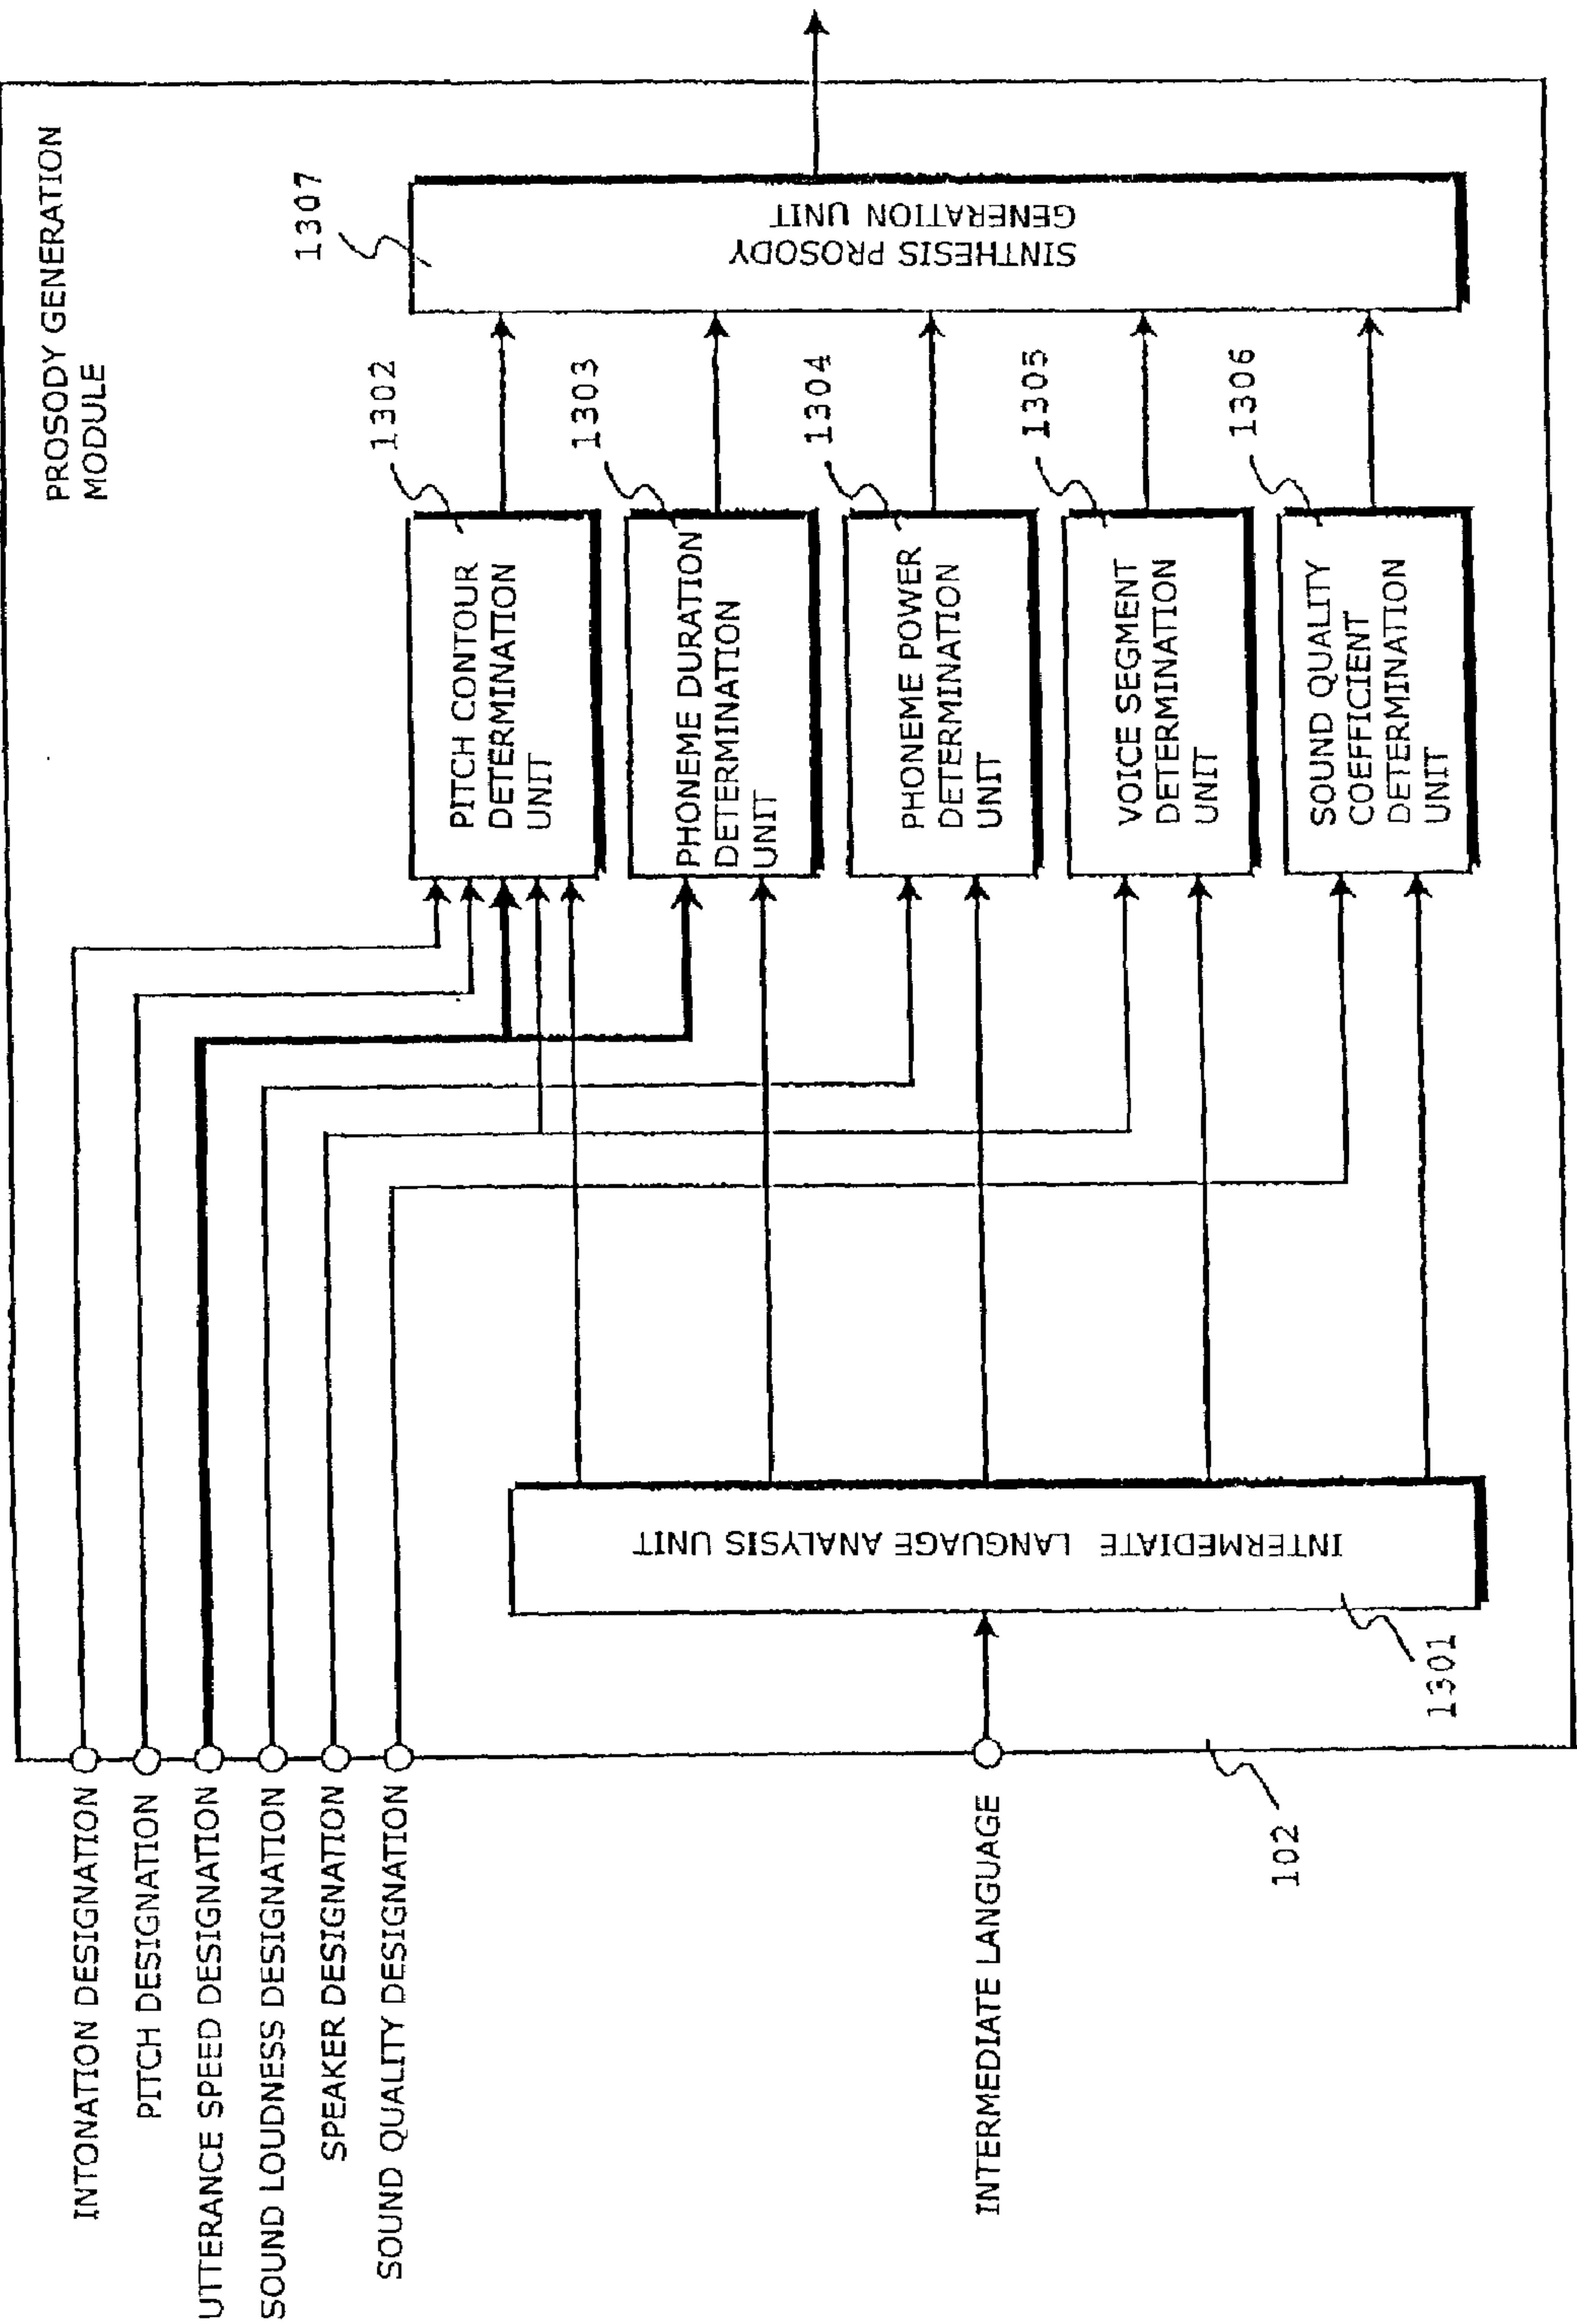 PROSODY GENERATION
MODULE
INTONATION DESIGNATION
PITCH DESIGNATION
UTTERANCE SPEED DESIGNATION
SOUND LOUDNESS DESIGNATION
SPEAKER DESIGNATION
SOUND QUALITY DESIGNATION
INTERMEDIATE LANGUAGE
102
1301
INTERMEDIATE LANGUAGE ANALYSIS UNIT
1302
PITCH CONTOUR
DETERMINATION
UNIT
1303
PHONEME DURATION
DETERMINATION
UNIT
1304
PHONEME POWER
DETERMINATION
UNIT
1305
VOICE SEGMENT
DETERMINATION
UNIT
1306
SOUND QUALITY
COEFFICIENT
DETERMINATION
UNIT
1307
SINTHESIS PROSODY
GENERATION UNIT